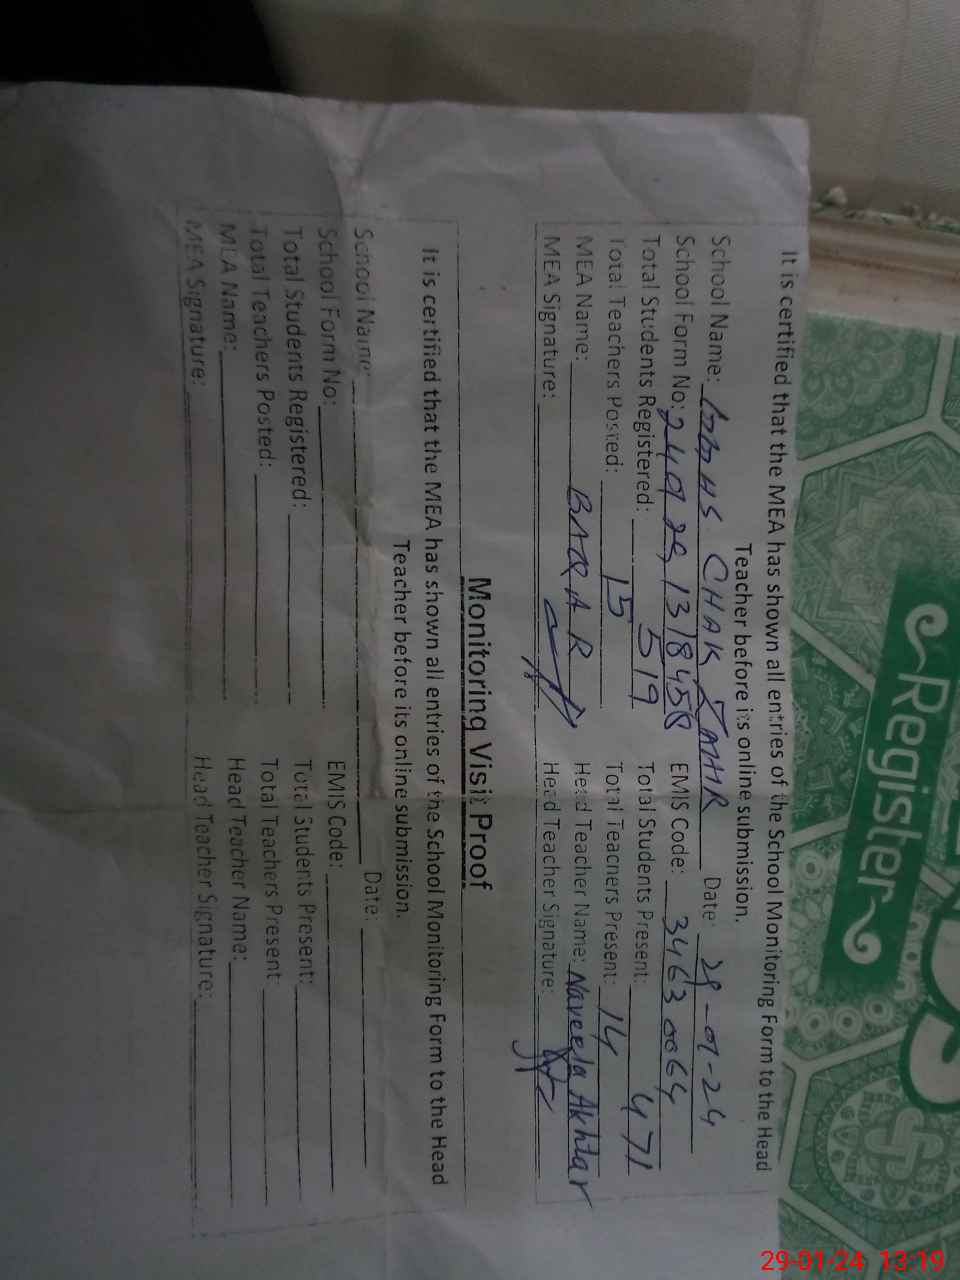 Register
It is certified that the MEA has shown all entries of the School Monitoring Form to the Head
Teacher before its online submission.
School Name: GGHS CHAK Date: 29-01-24
School Form No: EMIS Code: 34630064
Total Students Registered: 519 Total Students Present: 471
Total Teachers Posted: 15 Total Teachers Present: 14
MEA Name: BABAR Head Teacher Name: Naveela Akhtar
MEA Signature: Head Teacher Signature:
Monitoring Visit Proof
It is certified that the MEA has shown all entries of the School Monitoring Form to the Head
Teacher before its online submission.
School Name: Date:
School Form No: EMIS Code:
Total Students Registered: Total Students Present:
Total Teachers Posted: Total Teachers Present:
MEA Name: Head Teacher Name:
MEA Signature: Head Teacher Signature:
29-01-24 13:19